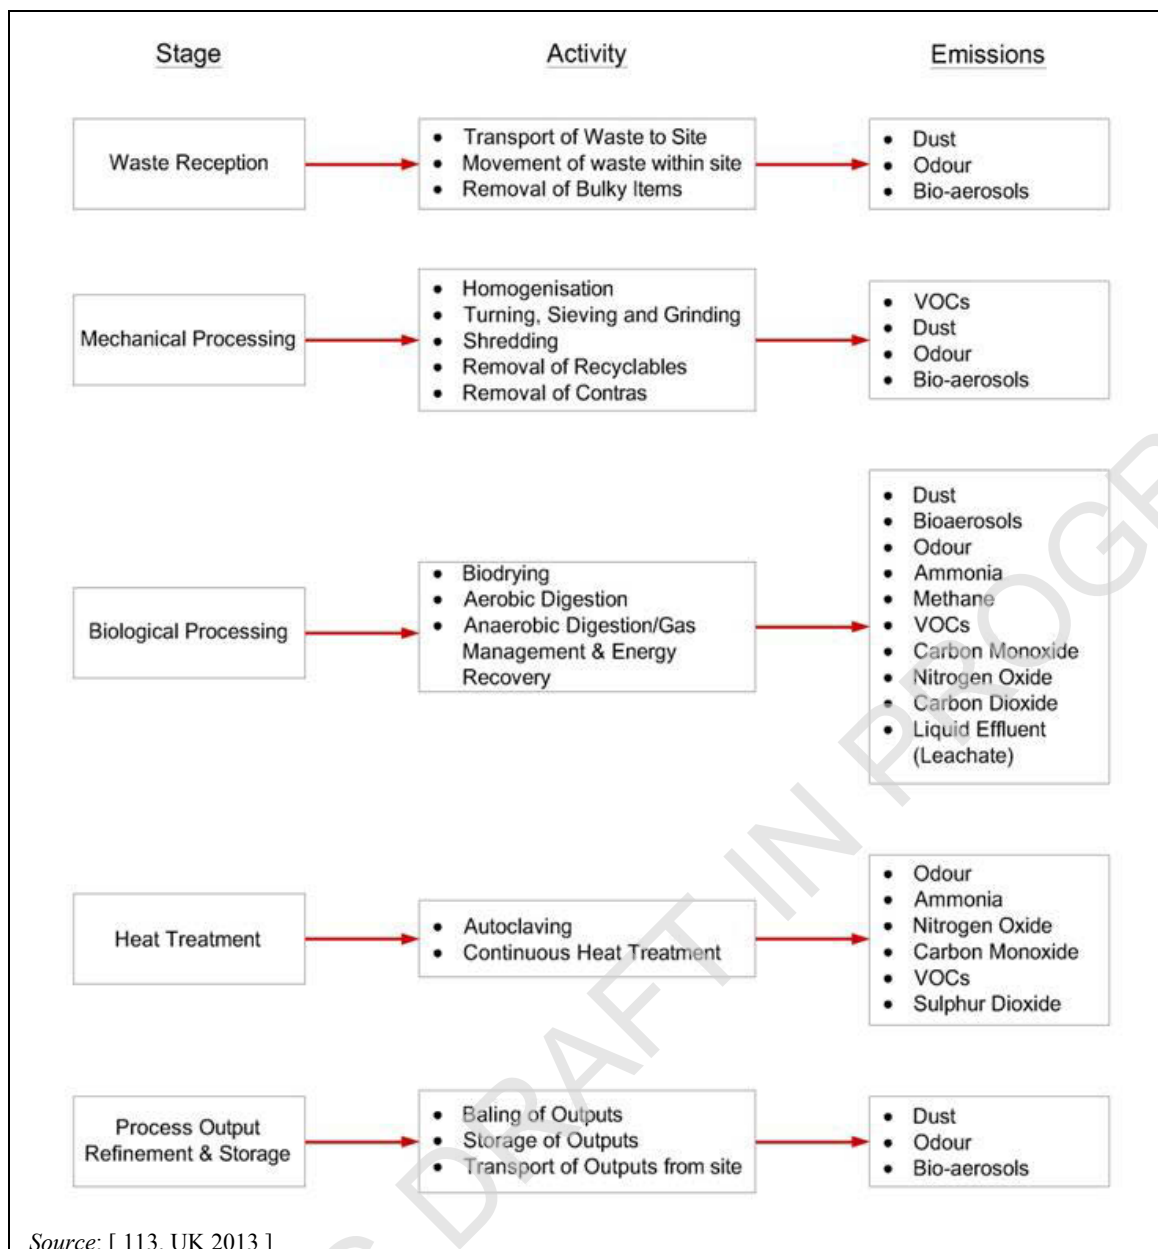 Stage Activity Emissions
Waste Reception
• Transport of Waste to Site
• Movement of waste within site
• Removal of Bulky Items
• Dust
• Odour
• Bio-aerosols
Mechanical Processing
• Homogenisation
• Turning, Sieving and Grinding
• Shredding
• Removal of Recyclables
• Removal of Contras
• VOCs
• Dust
• Odour
• Bio-aerosols
Biological Processing
• Biodrying
• Aerobic Digestion
• Anaerobic Digestion/Gas
Management & Energy
Recovery
• Dust
• Bioaerosols
• Odour
• Ammonia
• Methane
• VOCs
• Carbon Monoxide
• Nitrogen Oxide
• Carbon Dioxide
• Liquid Effluent
(Leachate)
Heat Treatment
• Autoclaving
• Continuous Heat Treatment
• Odour
• Ammonia
• Nitrogen Oxide
• Carbon Monoxide
• VOCs
• Sulphur Dioxide
Process Output
Refinement & Storage
• Baling of Outputs
• Storage of Outputs
• Transport of Outputs from site
• Dust
• Odour
• Bio-aerosols
Source: [ 113, UK 2013 ]
DRAFT IN